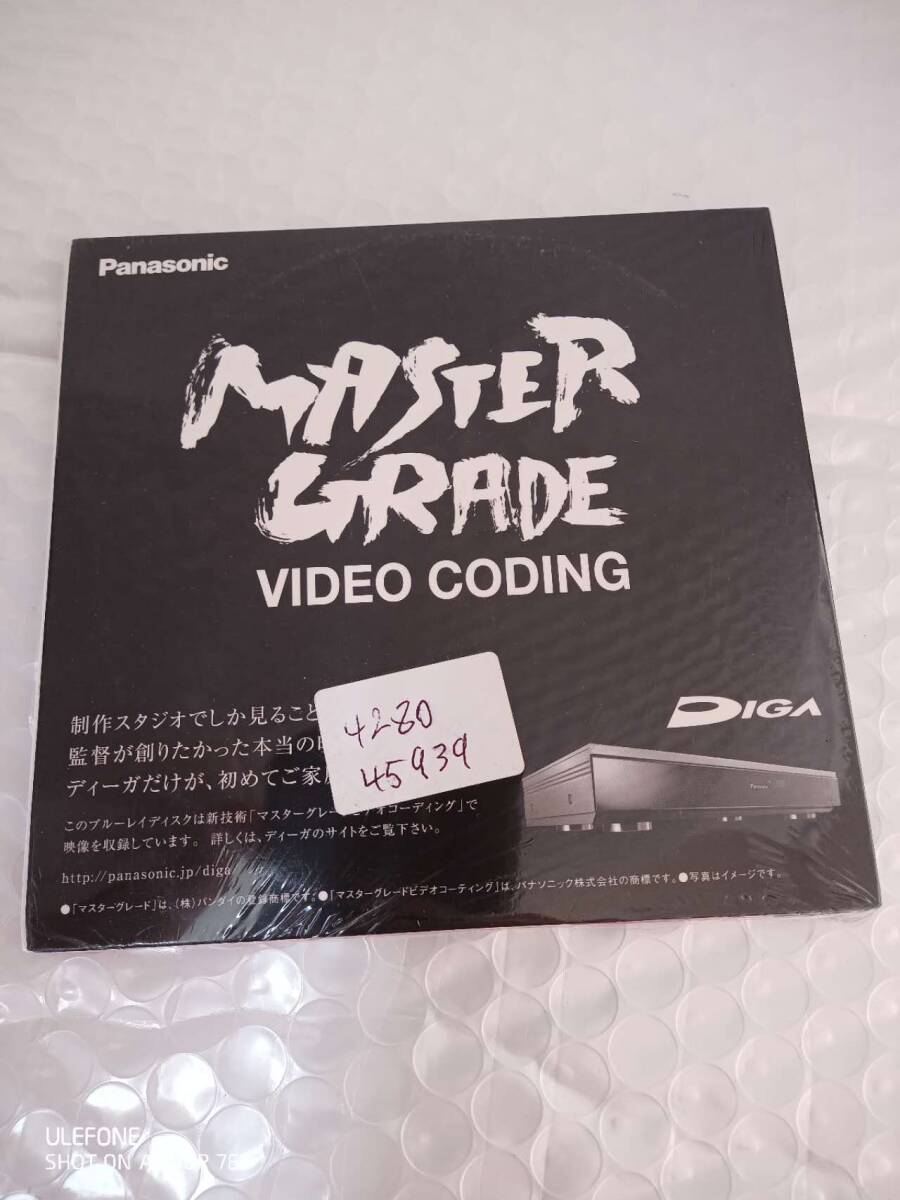 Panasonic
MASTER
GRADE
VIDEO CODING
DIGA
制作スタジオでしか見ること
監督が創りたかった本当の
ディーガだけが、初めてご家
4280
45939
Panasonic
このブルーレイディスクは新技術「マスターグレードビデオコーディング」で
映像を収録しています。 詳しくは、ディーガのサイトをご覧下さい。
http://panasonic.jp/diga/
●「マスターグレード」は、(株)バンダイの登録商標です。●「マスターグレードビデオコーディング」は、パナソニック株式会社の商標です。●写真はイメージです。
ULEFONE
SHOT ON